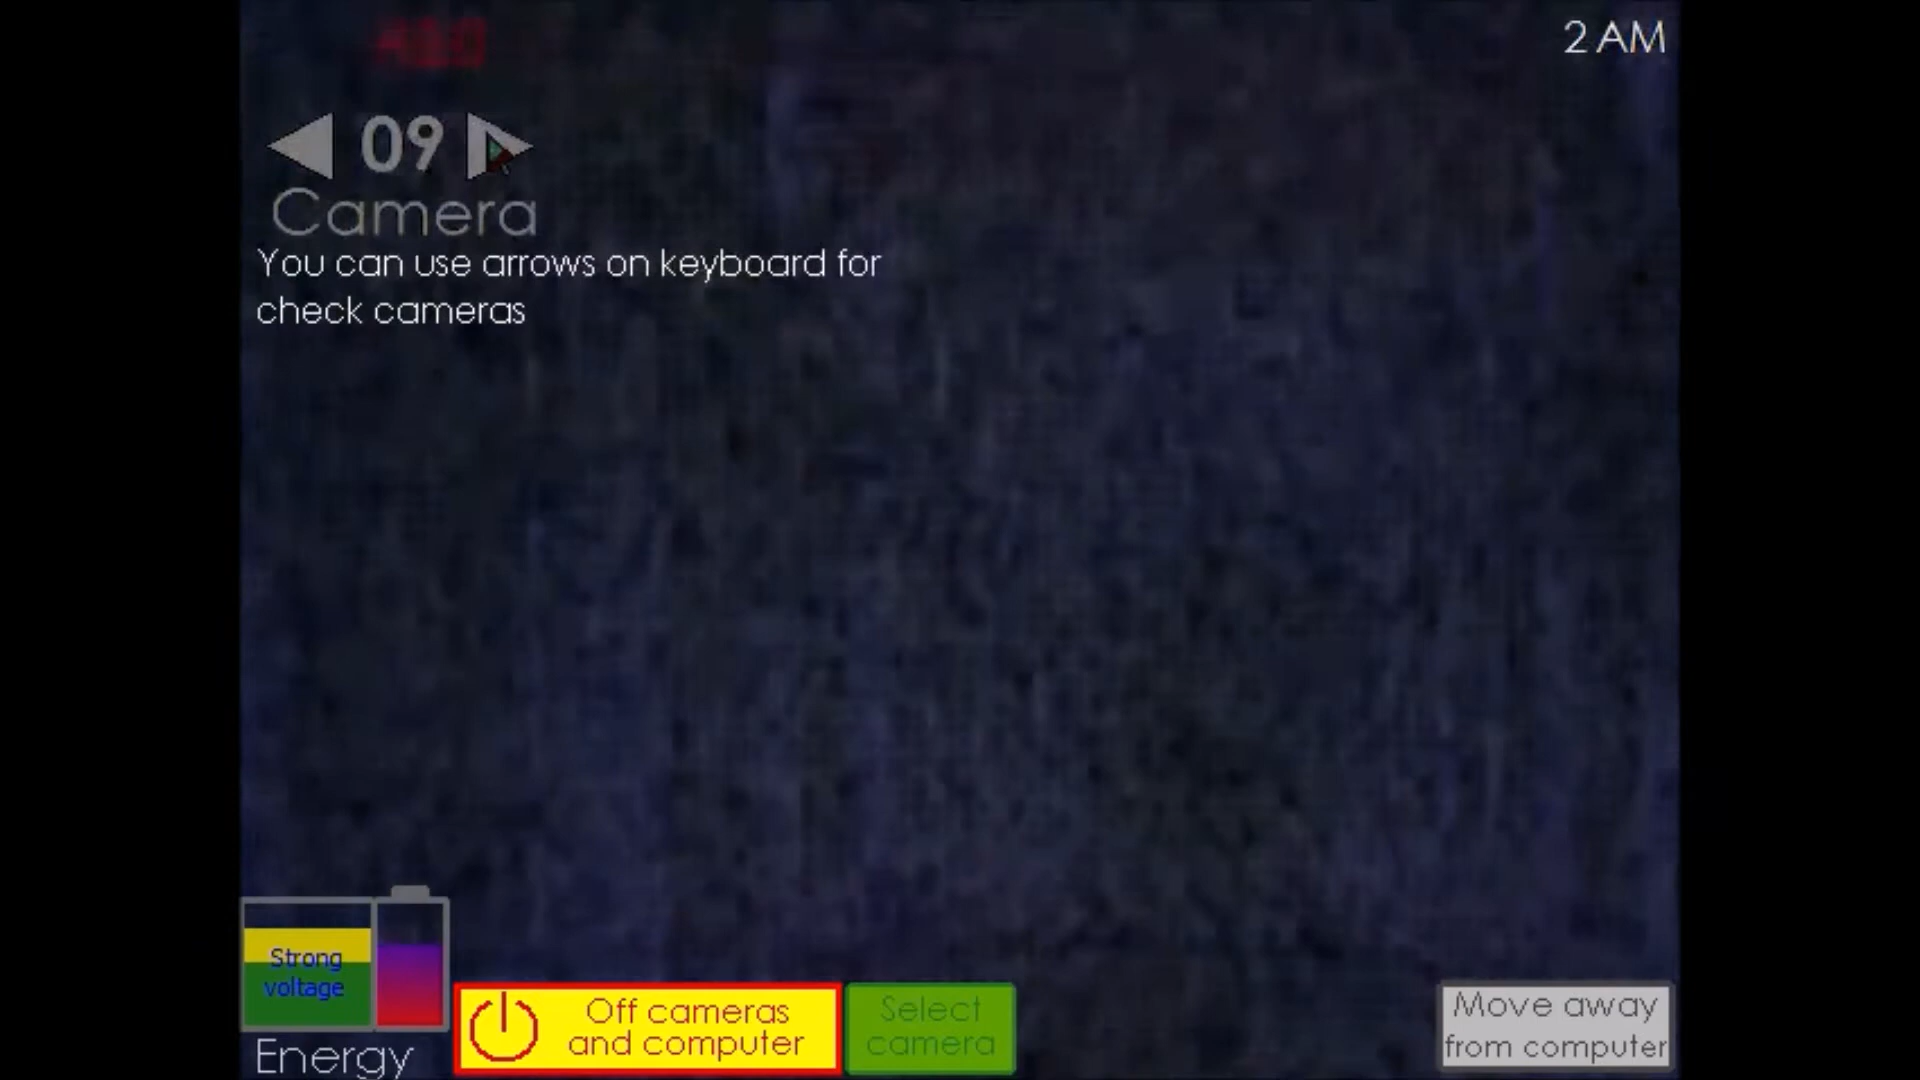 2 AM
09
Camera
You can use arrows on keyboard for
check cameras
Strong
voltage
Energy
Off cameras
and computer
Select
camera
Move away
from computer